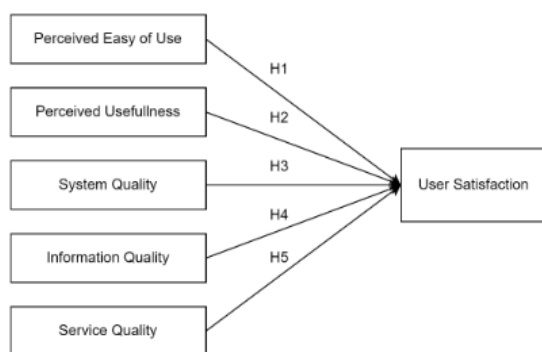 Perceived Easy of Use
H1
Perceived Usefullness
H2
System Quality
H3
User Satisfaction
Information Quality
H4
Service Quality
H5